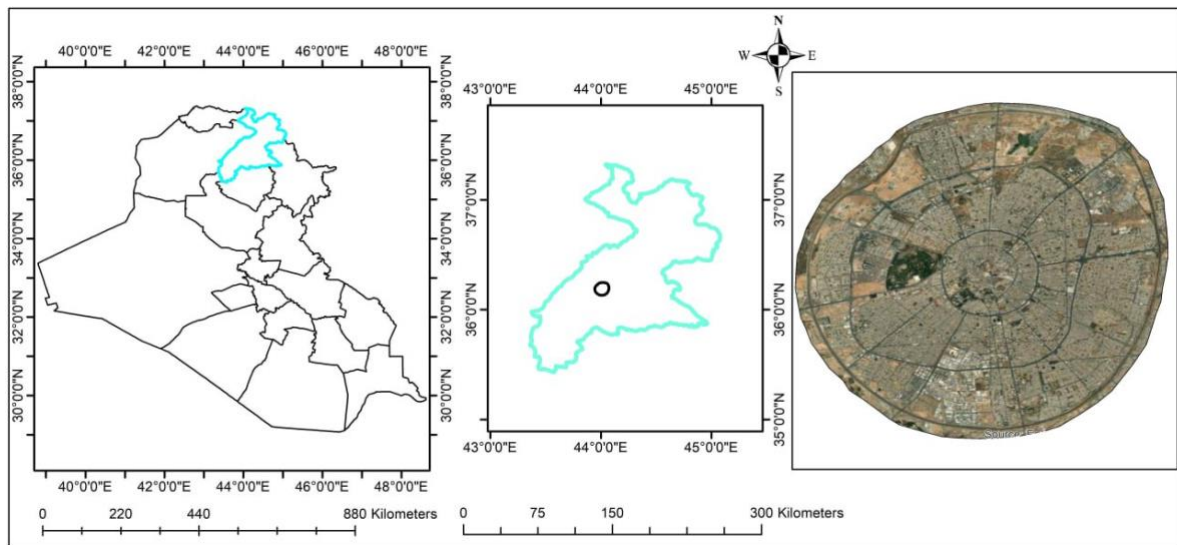 N
W E
S
40°0'0"E 42°0'0"E 44°0'0"E 46°0'0"E 48°0'0"E
38°0'0"N 38°0'0"N
36°0'0"N 36°0'0"N
34°0'0"N 34°0'0"N
32°0'0"N 32°0'0"N
30°0'0"N 30°0'0"N
40°0'0"E 42°0'0"E 44°0'0"E 46°0'0"E 48°0'0"E
0 220 440 880 Kilometers
43°0'0"E 44°0'0"E 45°0'0"E
37°0'0"N 37°0'0"N
36°0'0"N 36°0'0"N
35°0'0"N
43°0'0"E 44°0'0"E 45°0'0"E
0 75 150 300 Kilometers